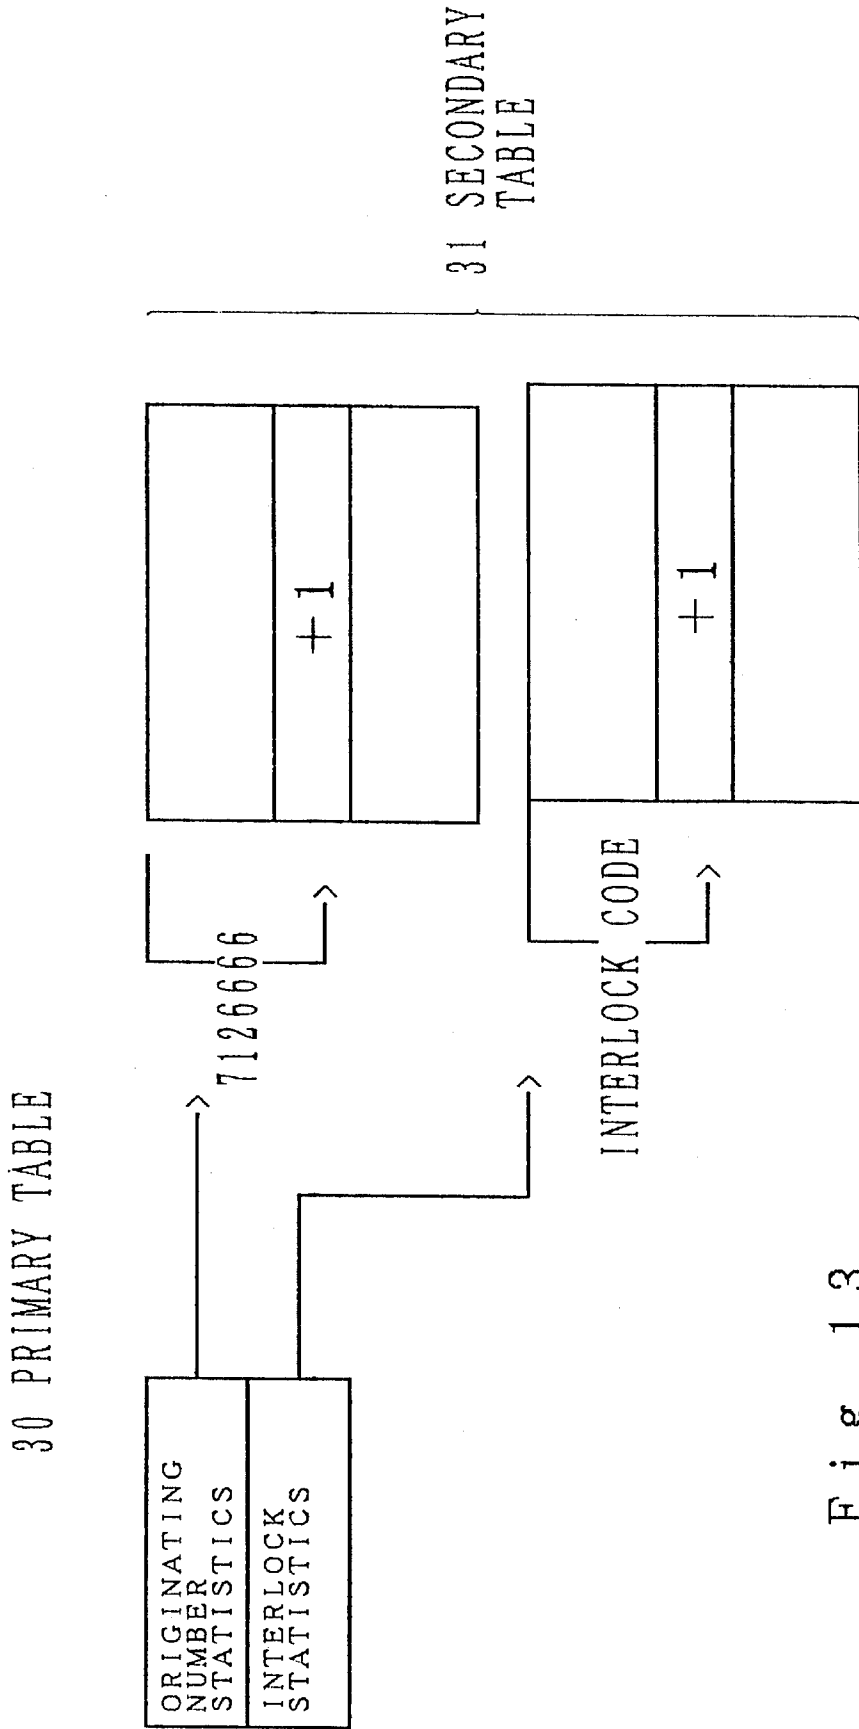 30 PRIMARY TABLE
ORIGINATING
NUMBER
STATISTICS
INTERLOCK
STATISTICS
7126666
+1
INTERLOCK CODE
+1
31 SECONDARY
TABLE
Fig. 13